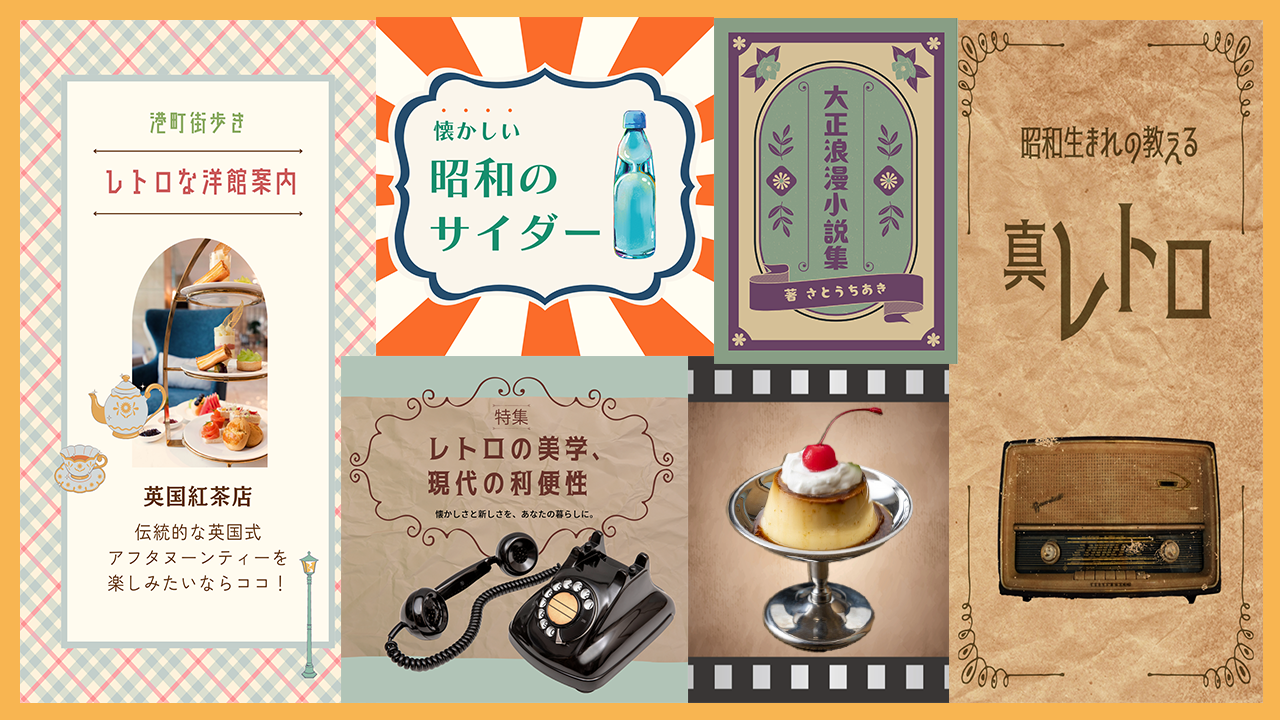 港町街歩き
レトロな洋館案内
英国紅茶店
伝統的な英国式
アフタヌーンティーを
楽しみたいならココ！
懐かしい
昭和の
サイダー
大正浪漫小説集
著 さとうちあき
特集
レトロの美学、
現代の利便性
懐かしさと新しさを、あなたの暮らしに。
昭和生まれの教える
真レトロ